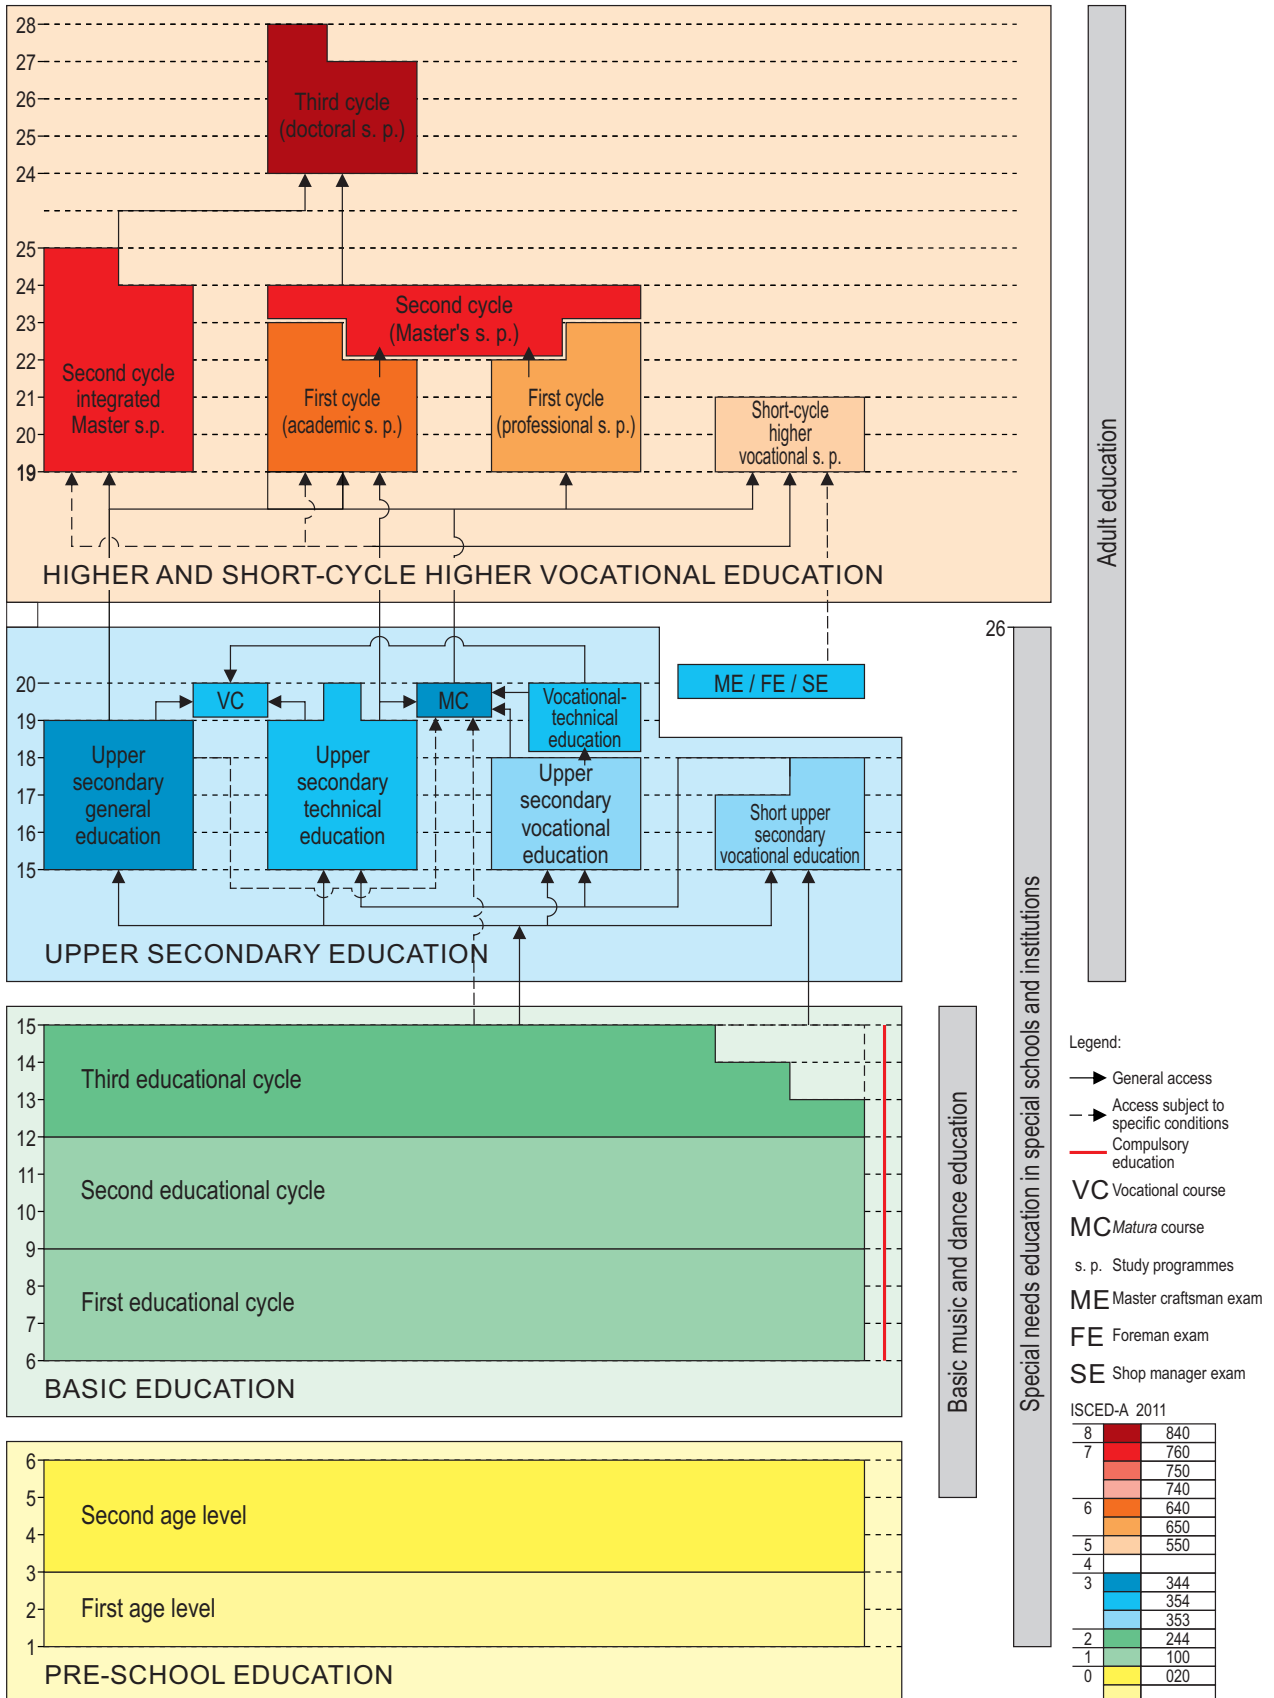 28
27
26
25
24
25
24
23
22
21
20
19
Third cycle
(doctoral s. p.)
Second cycle
(Master's s. p.)
Second cycle
integrated
Master s.p.
First cycle
(academic s. p.)
First cycle
(professional s. p.)
Short-cycle
higher
vocational s. p.
HIGHER AND SHORT-CYCLE HIGHER VOCATIONAL EDUCATION
20
19
18
17
16
15
VC
MC
Vocational-
technical
education
ME / FE / SE
Upper
secondary
general
education
Upper
secondary
technical
education
Upper
secondary
vocational
education
Short upper
secondary
vocational education
UPPER SECONDARY EDUCATION
15
14
13
12
11
10
9
8
7
6
Third educational cycle
Second educational cycle
First educational cycle
BASIC EDUCATION
6
5
4
3
2
1
Second age level
First age level
PRE-SCHOOL EDUCATION
Basic music and dance education
26
Special needs education in special schools and institutions
Adult education
Legend:
General access
Access subject to
specific conditions
Compulsory
education
VC Vocational course
MC Matura course
s. p. Study programmes
ME Master craftsman exam
FE Foreman exam
SE Shop manager exam
ISCED-A 2011
8 840
7 760
750
740
6 640
650
5 550
4
3 344
354
353
2 244
1 100
0 020